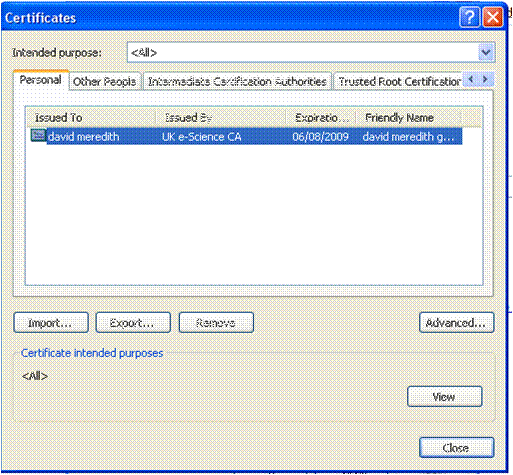 Certificates
Intended purpose: <All>
Personal Other People Intermediate Certification Authorities Trusted Root Certification
Issued To Issued By Expiratio... Friendly Name
david meredith UK e-Science CA 06/08/2009 david meredith g...
Import... Export... Remove Advanced...
Certificate intended purposes
<All>
View
Close